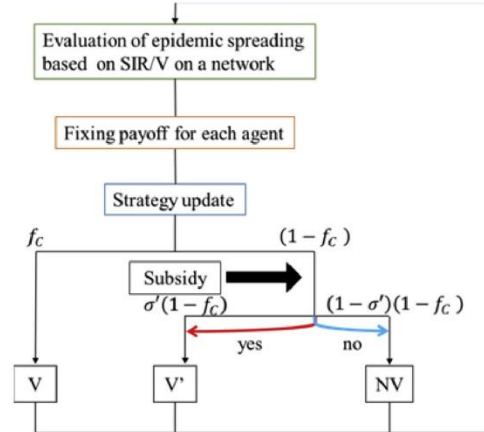 Evaluation of epidemic spreading
based on SIR/V on a network
Fixing payoff for each agent
Strategy update
f_C
(1 − f_C )
Subsidy
σ′(1 − f_C)
(1 − σ′)(1 − f_C )
yes
no
V
V’
NV